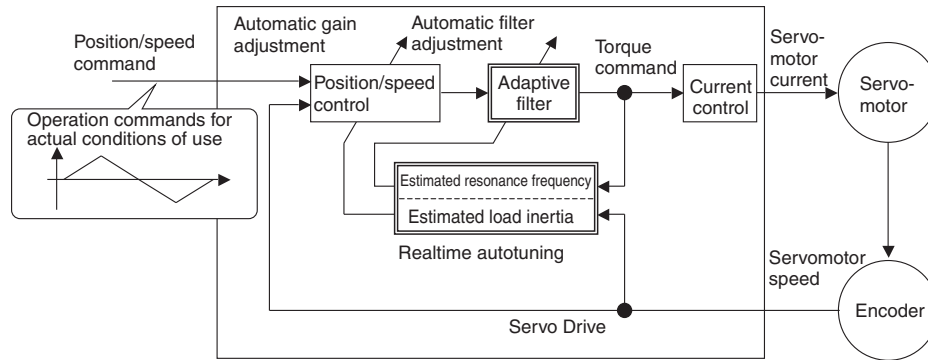 Position/speed
command
Automatic gain
adjustment
Automatic filter
adjustment
Torque
command
Servo-
motor
current
Position/speed
control
Adaptive
filter
Current
control
Servo-
motor
Operation commands for
actual conditions of use
Estimated resonance frequency
Estimated load inertia
Realtime autotuning
Servomotor
speed
Encoder
Servo Drive